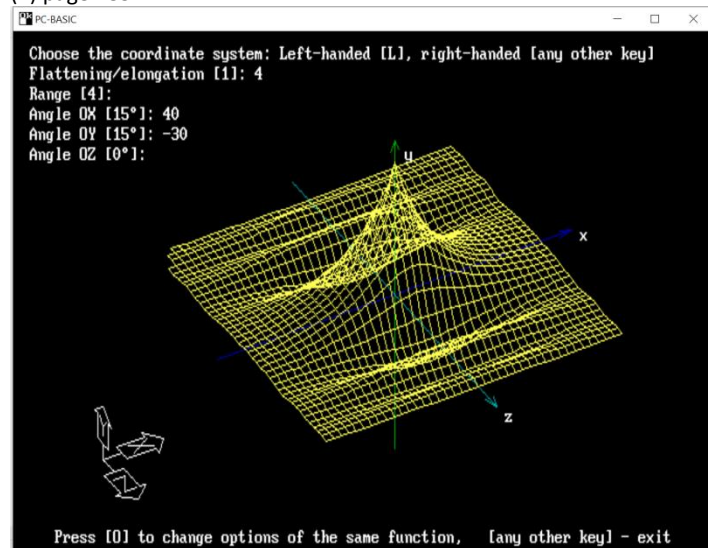 PC-BASIC
Choose the coordinate system: Left-handed [L], right-handed [any other key]
Flattening/elongation [1]: 4
Range [4]:
Angle OX [15°]: 40
Angle OY [15°]: -30
Angle OZ [0°]:
y
x
z
Y
X
Z
Press [O] to change options of the same function, [any other key] - exit